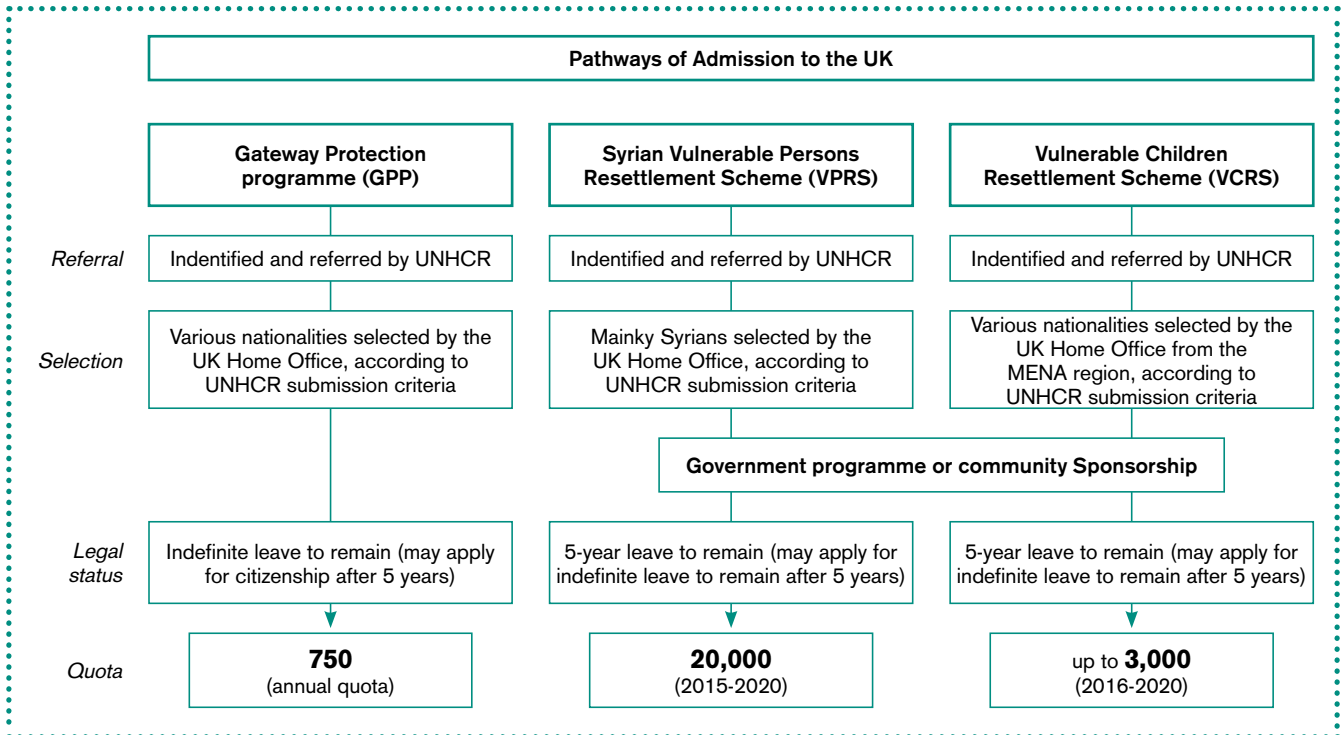 Pathways of Admission to the UK
Gateway Protection
programme (GPP)
Syrian Vulnerable Persons
Resettlement Scheme (VPRS)
Vulnerable Children
Resettlement Scheme (VCRS)
Referral
Indentified and referred by UNHCR
Indentified and referred by UNHCR
Indentified and referred by UNHCR
Selection
Various nationalities selected by the
UK Home Office, according to
UNHCR submission criteria
Mainky Syrians selected by the
UK Home Office, according to
UNHCR submission criteria
Various nationalities selected by the
UK Home Office from the
MENA region, according to
UNHCR submission criteria
Government programme or community Sponsorship
Legal
status
Indefinite leave to remain (may apply
for citizenship after 5 years)
5-year leave to remain (may apply for
indefinite leave to remain after 5 years)
5-year leave to remain (may apply for
indefinite leave to remain after 5 years)
Quota
750
(annual quota)
20,000
(2015-2020)
up to 3,000
(2016-2020)